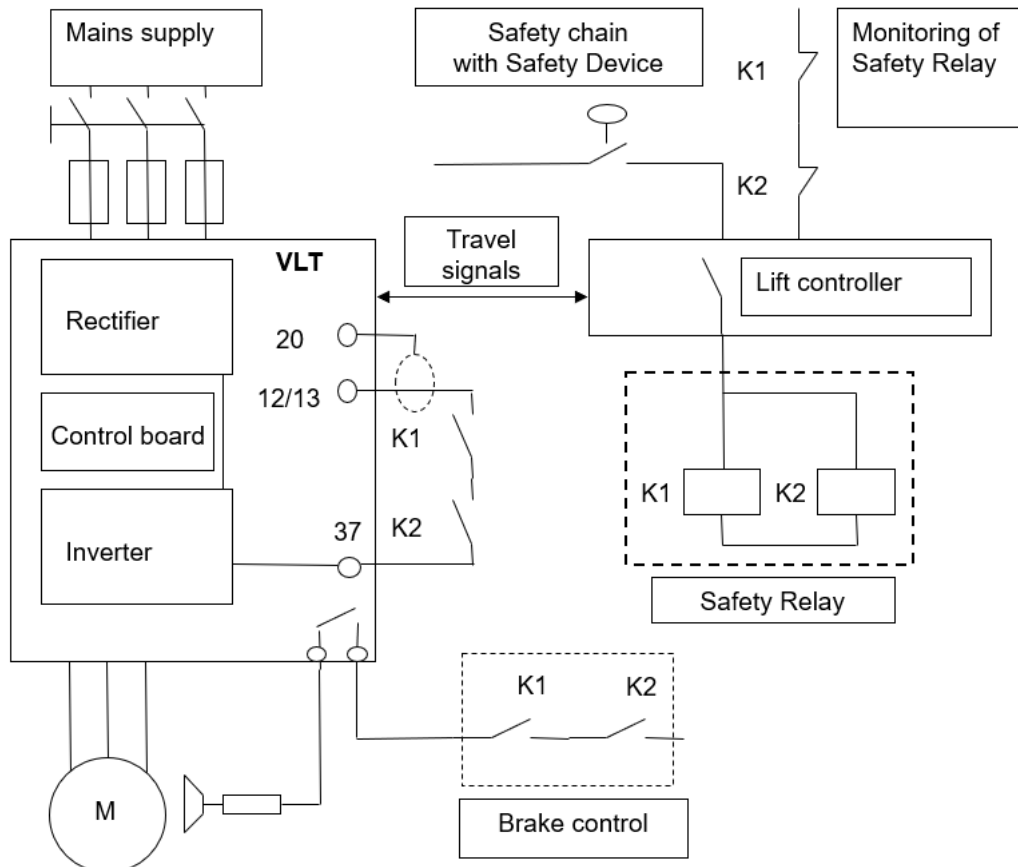 Mains supply
Safety chain
with Safety Device
K1
Monitoring of
Safety Relay
K2
Travel
signals
VLT
Lift controller
Rectifier
20
12/13
Control board
K1
K2
37
Inverter
K1
K2
Safety Relay
K1
K2
M
Brake control